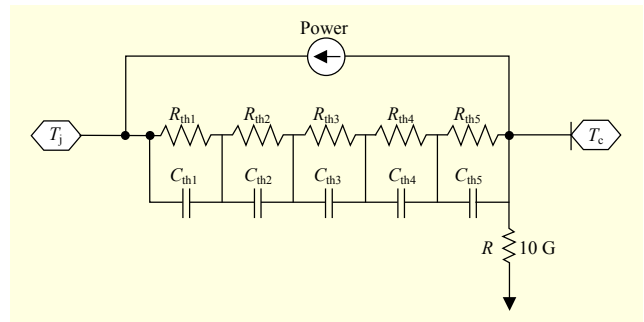 Power
Rth1 Rth2 Rth3 Rth4 Rth5
Tj Tc
Cth1 Cth2 Cth3 Cth4 Cth5
R 10 G